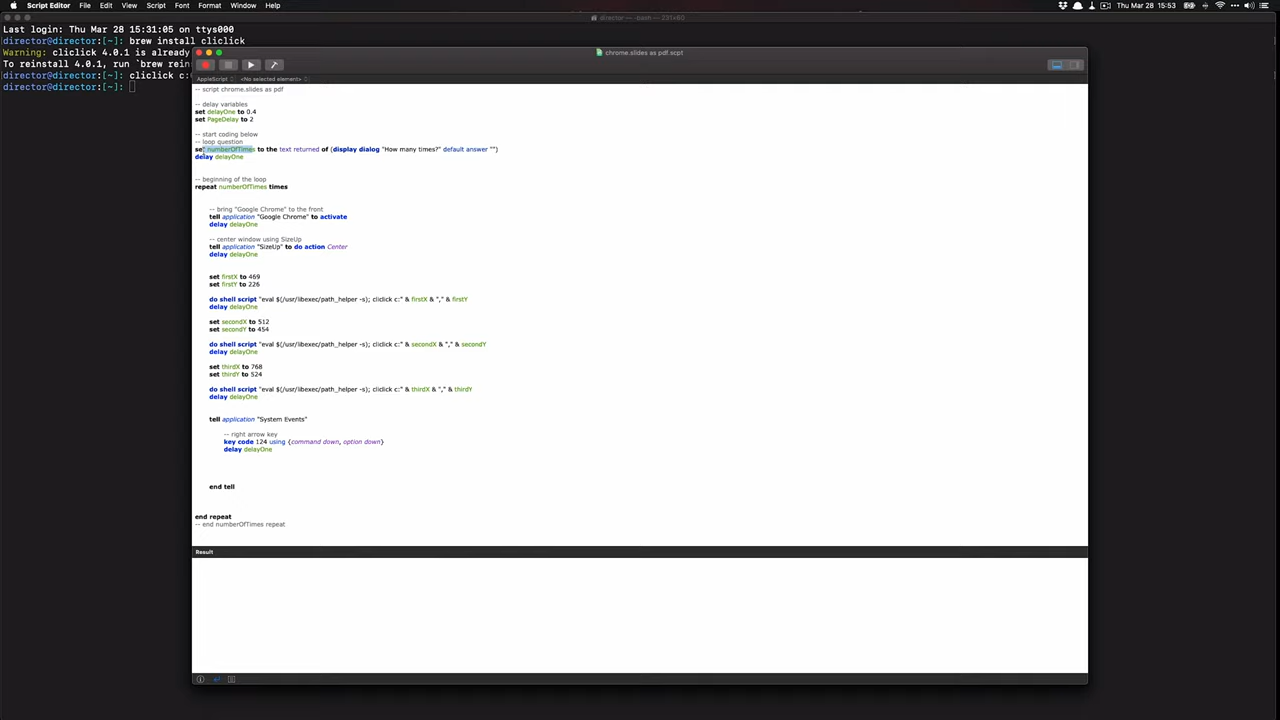 Script Editor File Edit View Script Font Format Window Help
Thu Mar 28 15:53
director — -bash — 231×60
Last login: Thu Mar 28 15:31:05 on ttys000
director@director:[~]: brew install cliclick
Warning: cliclick 4.0.1 is already
To reinstall 4.0.1, run `brew rein
director@director:[~]: cliclick c:
director@director:[~]:
chrome.slides as pdf.scpt
AppleScript <No selected element>
-- script chrome.slides as pdf
-- delay variables
set delayOne to 0.4
set PageDelay to 2
-- start coding below
-- loop question
set numberOfTimes to the text returned of (display dialog "How many times?" default answer "")
delay delayOne
-- beginning of the loop
repeat numberOfTimes times
-- bring "Google Chrome" to the front
tell application "Google Chrome" to activate
delay delayOne
-- center window using SizeUp
tell application "SizeUp" to do action Center
delay delayOne
set firstX to 469
set firstY to 226
do shell script "eval $(/usr/libexec/path_helper -s); cliclick c:" & firstX & "," & firstY
delay delayOne
set secondX to 512
set secondY to 454
do shell script "eval $(/usr/libexec/path_helper -s); cliclick c:" & secondX & "," & secondY
delay delayOne
set thirdX to 768
set thirdY to 524
do shell script "eval $(/usr/libexec/path_helper -s); cliclick c:" & thirdX & "," & thirdY
delay delayOne
tell application "System Events"
-- right arrow key
key code 124 using {command down, option down}
delay delayOne
end tell
end repeat
-- end numberOfTimes repeat
Result